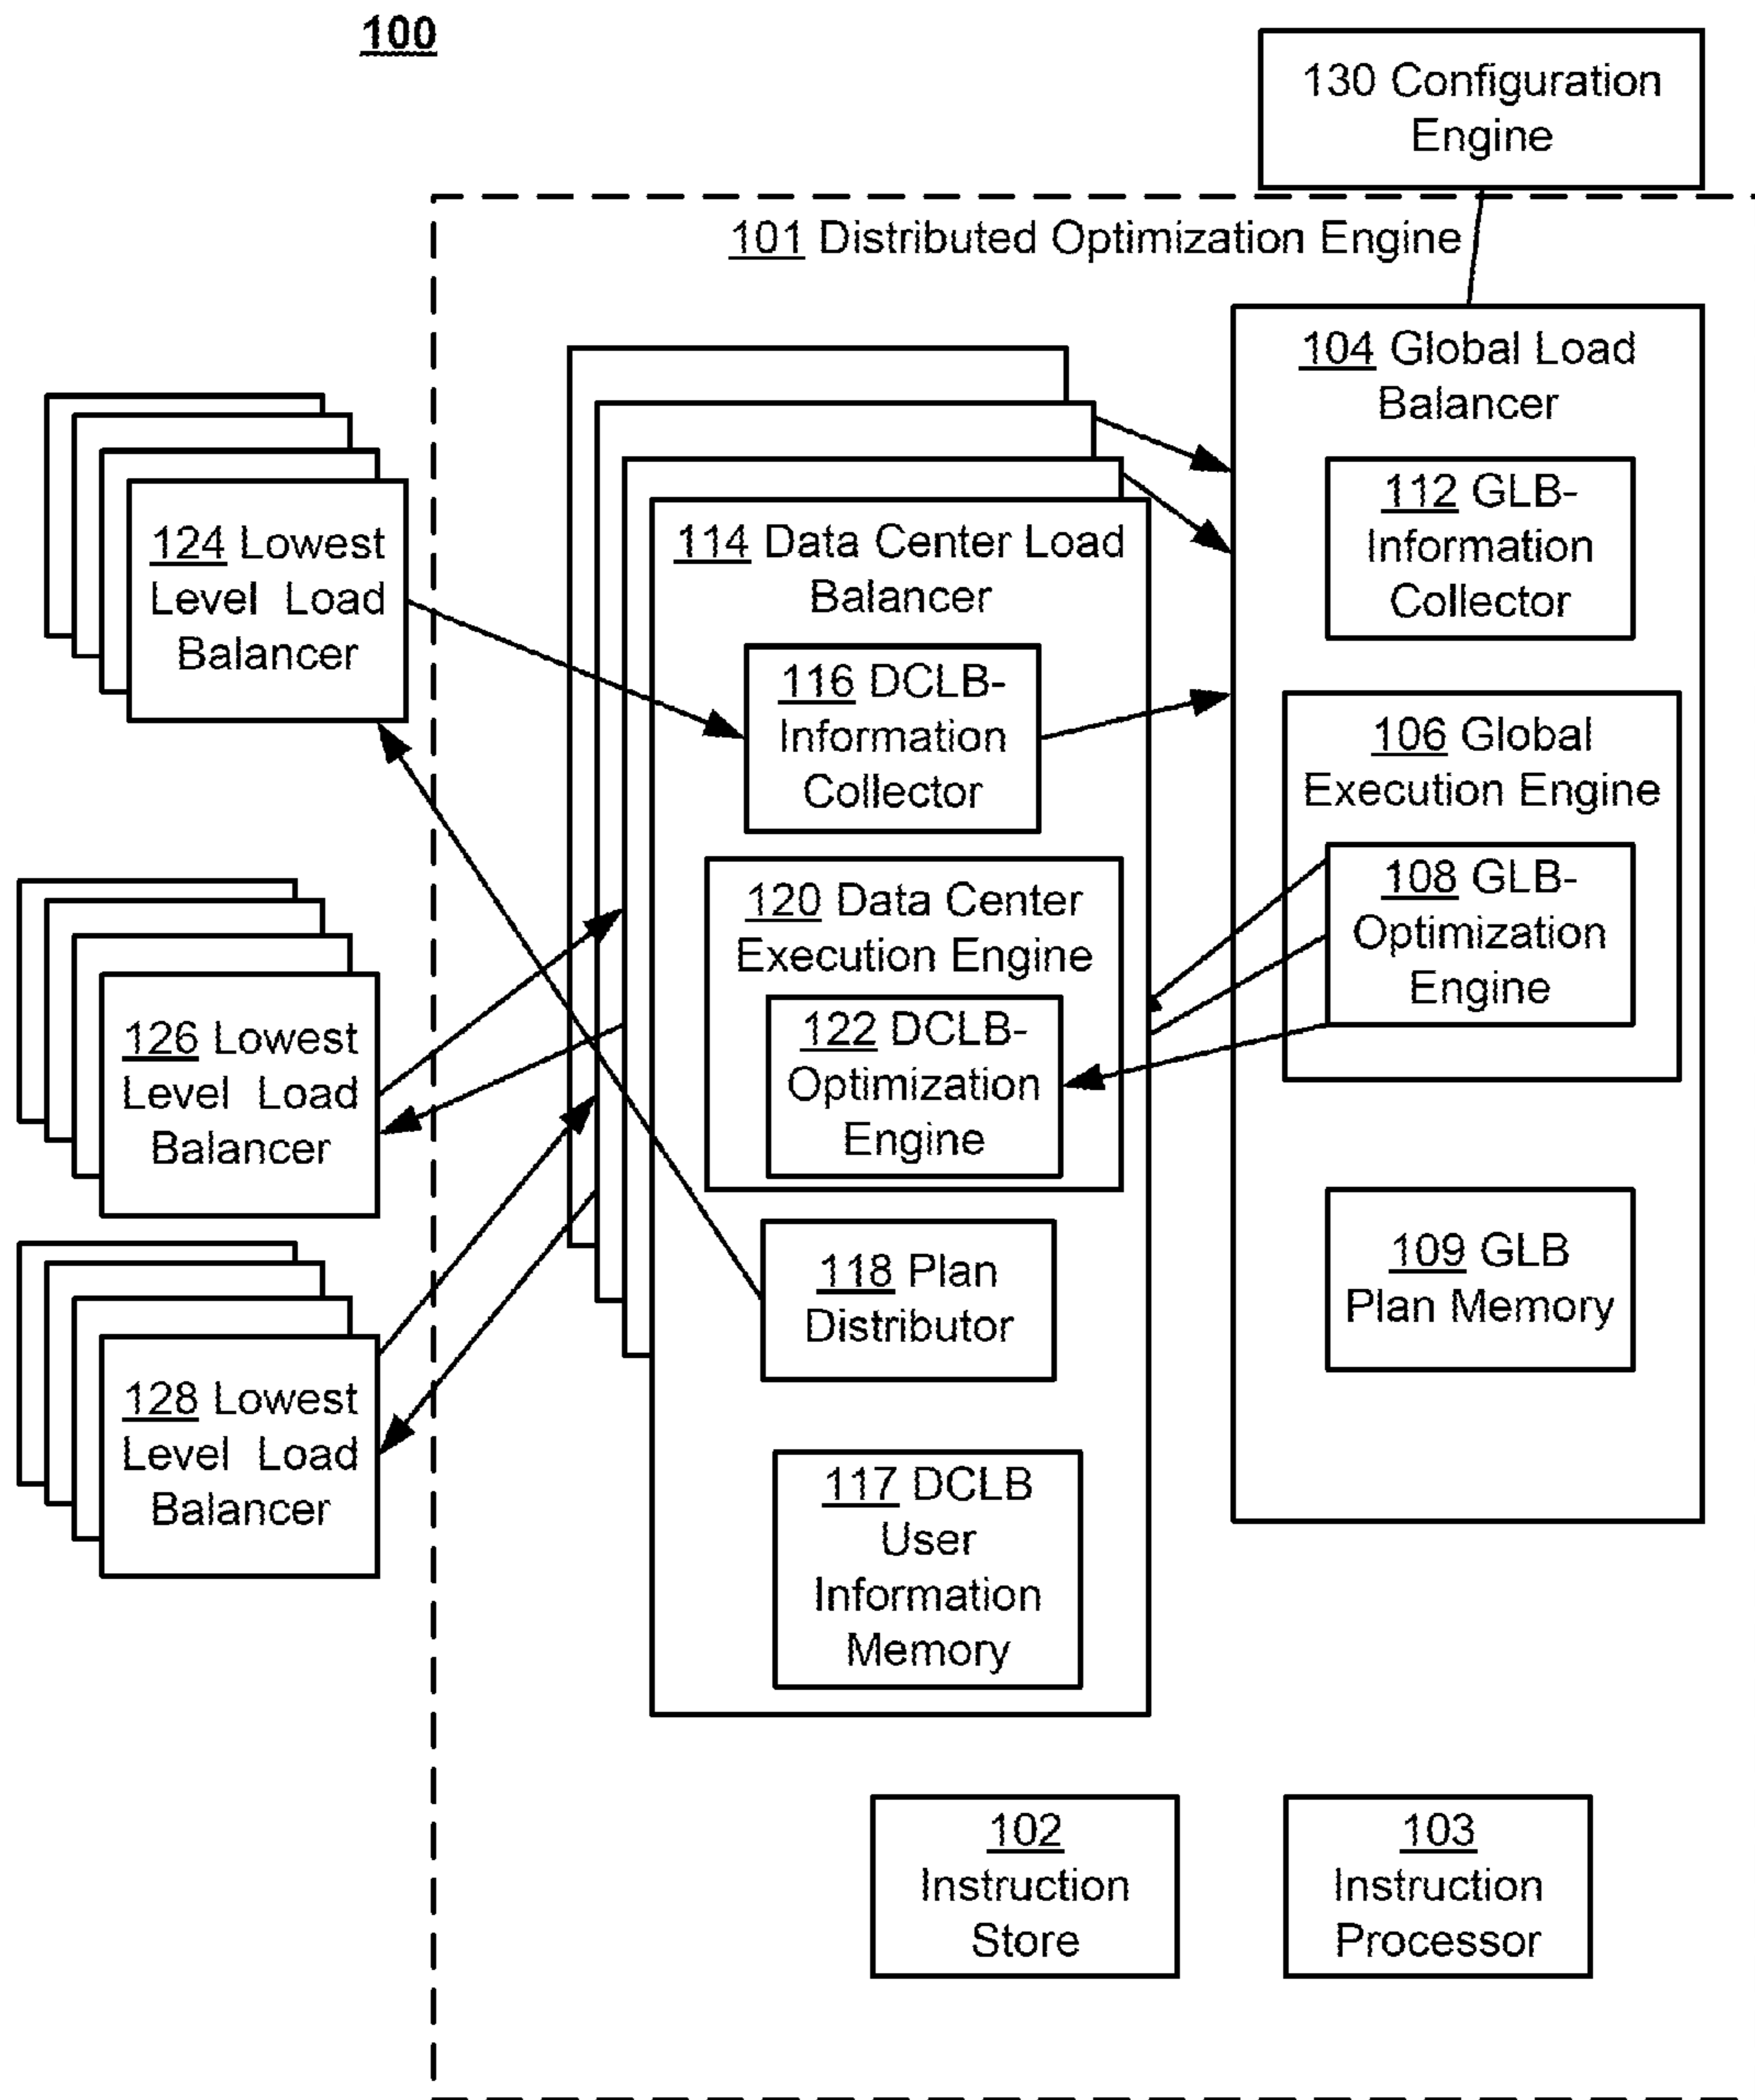 100
130 Configuration
Engine
101 Distributed Optimization Engine
104 Global Load
Balancer
112 GLB-
Information
Collector
106 Global
Execution Engine
108 GLB-
Optimization
Engine
109 GLB
Plan Memory
114 Data Center Load
Balancer
116 DCLB-
Information
Collector
120 Data Center
Execution Engine
122 DCLB-
Optimization
Engine
118 Plan
Distributor
117 DCLB
User
Information
Memory
124 Lowest
Level Load
Balancer
126 Lowest
Level Load
Balancer
128 Lowest
Level Load
Balancer
102
Instruction
Store
103
Instruction
Processor